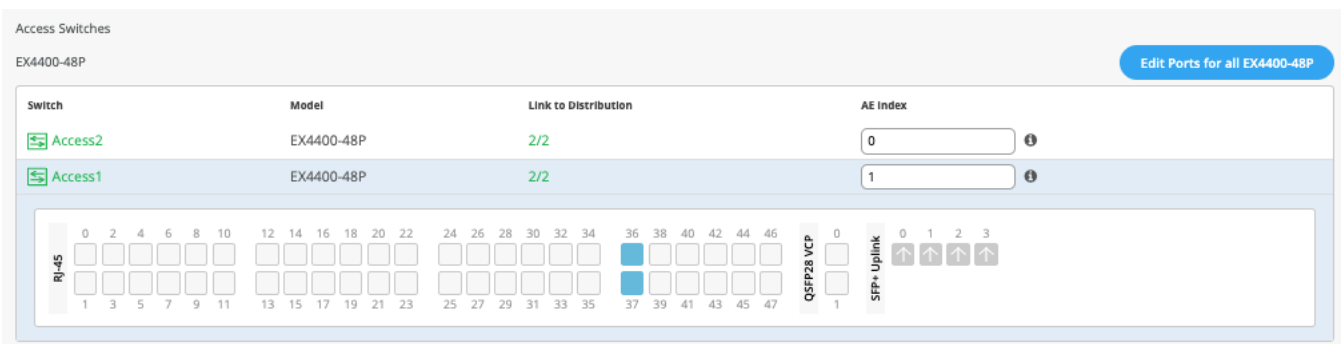 Access Switches
EX4400-48P
Edit Ports for all EX4400-48P
Switch Model Link to Distribution AE Index
Access2 EX4400-48P 2/2 0
Access1 EX4400-48P 2/2 1
RJ-45
0 2 4 6 8 10 12 14 16 18 20 22 24 26 28 30 32 34 36 38 40 42 44 46
1 3 5 7 9 11 13 15 17 19 21 23 25 27 29 31 33 35 37 39 41 43 45 47
QSFP28 VCP
0
1
SFP+ Uplink
0 1 2 3